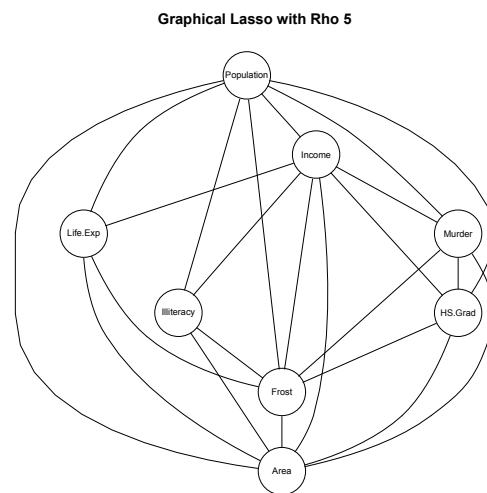 Graphical Lasso with Rho 5
Population
Income
Life.Exp
Murder
Illiteracy
HS.Grad
Frost
Area